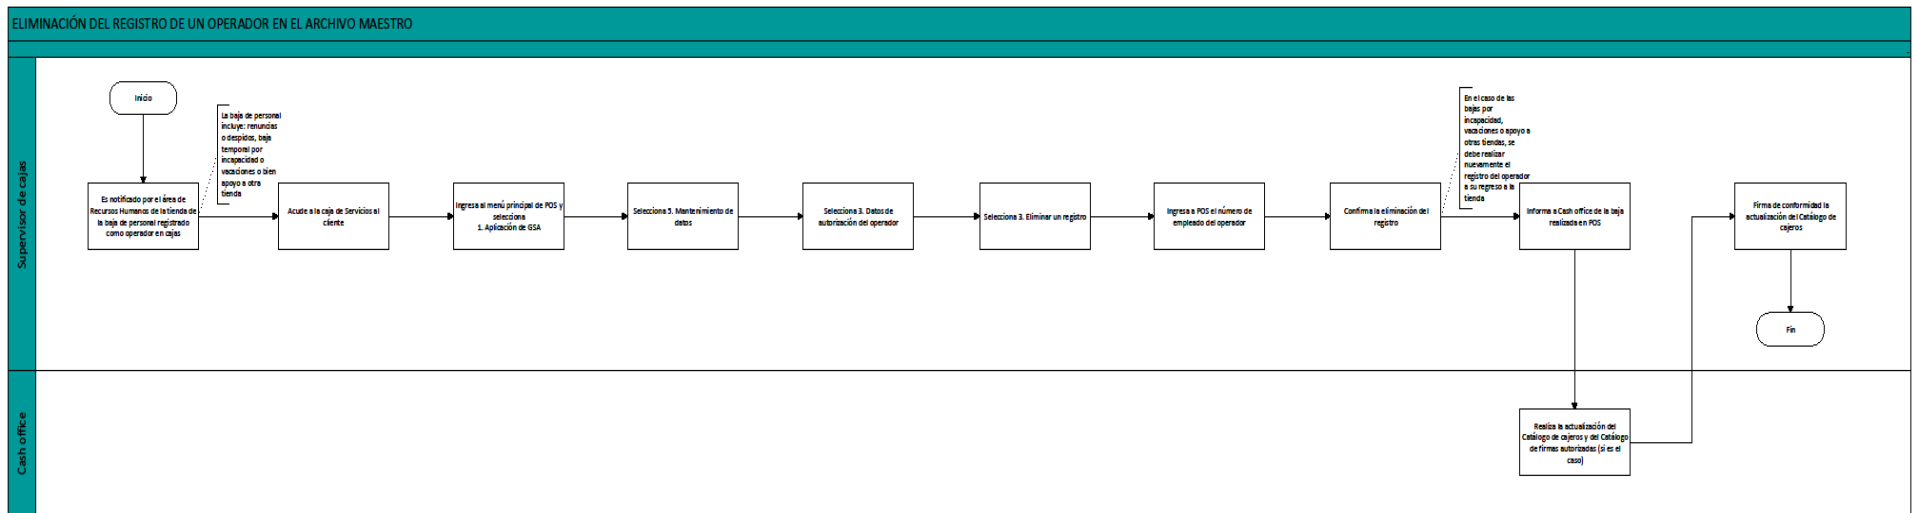 ELIMINACIÓN DEL REGISTRO DE UN OPERADOR EN EL ARCHIVO MAESTRO
Supervisor de cajas
Inicio
Es notificado por el área de
Recursos Humanos de la tienda de
la baja de personal registrado
como operador en cajas
La baja de personal
incluye: renuncias
o despidos, baja
temporal por
incapacidad o
vacaciones o bien
apoyo a otra
tienda
Acude a la caja de Servicios al
cliente
Ingresa al menú principal de POS y
selecciona
1. Aplicación de GSA
Selecciona 5. Mantenimiento de
datos
Selecciona 3. Datos de
autorización del operador
Selecciona 3. Eliminar un registro
Ingresa a POS el número de
empleado del operador
Confirma la eliminación del
registro
En el caso de las
bajas por
incapacidad,
vacaciones o apoyo a
otras tiendas, se
debe realizar
nuevamente el
registro del operador
a su regreso a la
tienda
Informa a Cash office de la baja
realizada en POS
Firma de conformidad la
actualización del Catálogo de
cajeros
Fin
Cash office
Realiza la actualización del
Catálogo de cajeros y del Catálogo
de firmas autorizadas (si es el
caso)